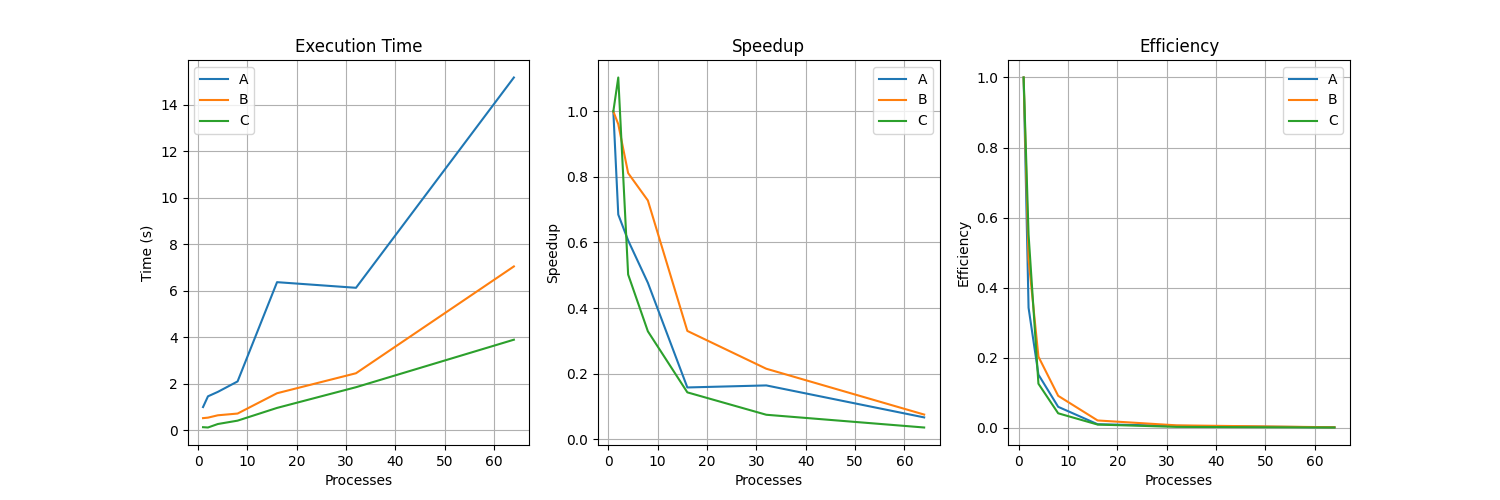 Execution Time
A
B
C
Time (s)
14
12
10
8
6
4
2
0
0 10 20 30 40 50 60
Processes
Speedup
A
B
C
Speedup
1.0
0.8
0.6
0.4
0.2
0.0
0 10 20 30 40 50 60
Processes
Efficiency
A
B
C
Efficiency
1.0
0.8
0.6
0.4
0.2
0.0
0 10 20 30 40 50 60
Processes